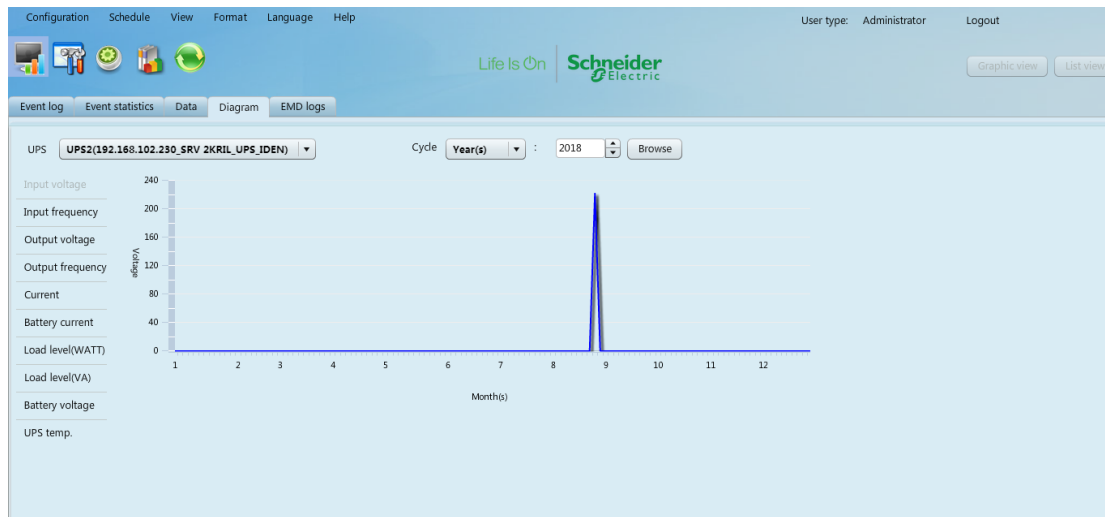 Configuration Schedule View Format Language Help User type: Administrator Logout
Life Is On Schneider Electric
Graphic view List view
Event log Event statistics Data Diagram EMD logs
UPS UPS2(192.168.102.230_SRV 2KRIL_UPS_IDEN) Cycle Year(s) : 2018 Browse
Input voltage
Input frequency
Output voltage
Output frequency
Current
Battery current
Load level(WATT)
Load level(VA)
Battery voltage
UPS temp.
240
200
160
120
80
40
0
Voltage
1 2 3 4 5 6 7 8 9 10 11 12
Month(s)